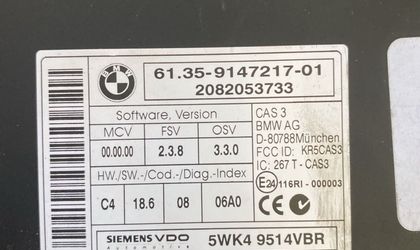 BMW
61.35-9147217-01
2082053733
Software, Version
MCV FSV OSV
00.00.00 2.3.8 3.3.0
HW./SW.-/Cod.-/Diag.-Index
C4 18.6 08 06A0
CAS 3
BMW AG
D-80788München
FCC ID: KR5CAS3
IC: 267 T - CAS3
E24 116RI -000003
SIEMENS VDO
Automotive
5WK4 9514VBR